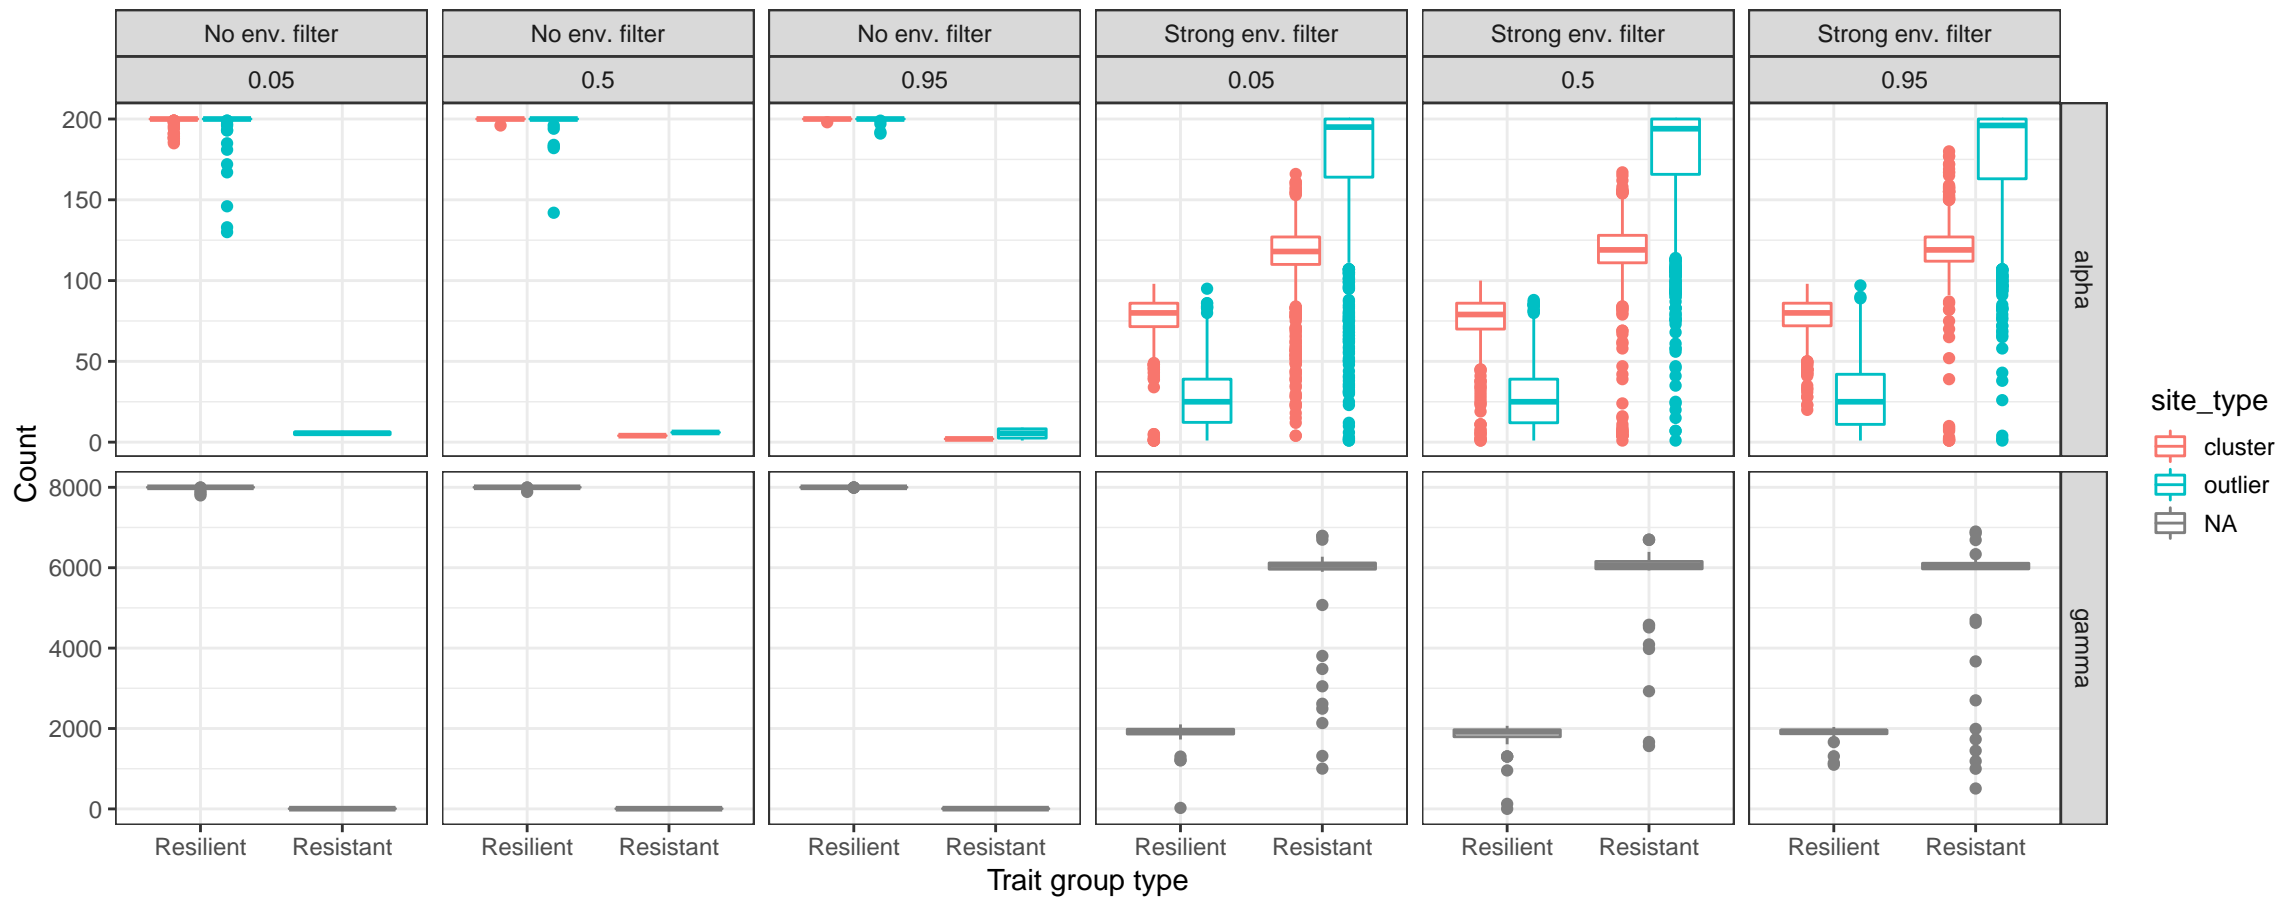 No env. filter No env. filter No env. filter Strong env. filter Strong env. filter Strong env. filter
0.05 0.5 0.95 0.05 0.5 0.95
200
150
100
50
0
alpha
8000
6000
4000
2000
0
gamma
Count
Resilient Resistant Resilient Resistant Resilient Resistant Resilient Resistant Resilient Resistant Resilient Resistant
Trait group type
site_type
cluster
outlier
NA